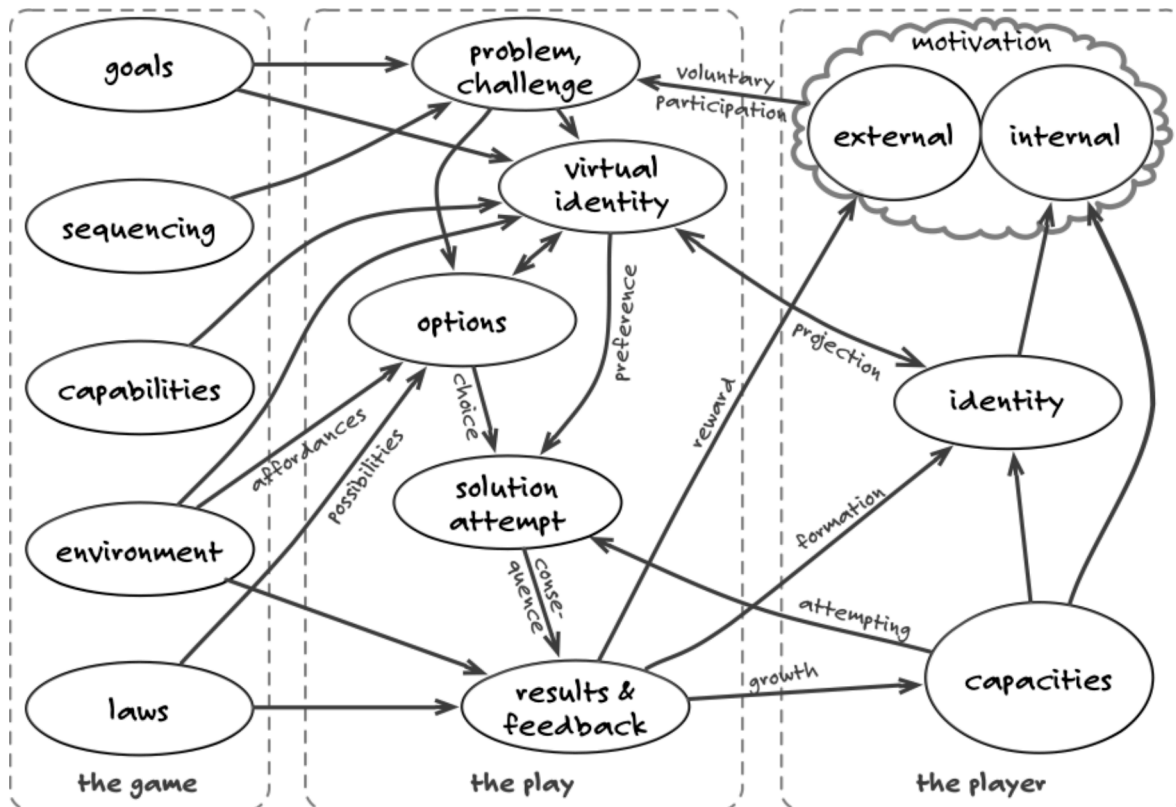 goals
sequencing
capabilities
environment
laws
the game
problem,
challenge
virtual
identity
options
preference
choice
affordances
possibilities
solution
attempt
conse-
quence
results &
feedback
the play
voluntary
participation
motivation
external
internal
projection
reward
identity
formation
attempting
growth
capacities
the player